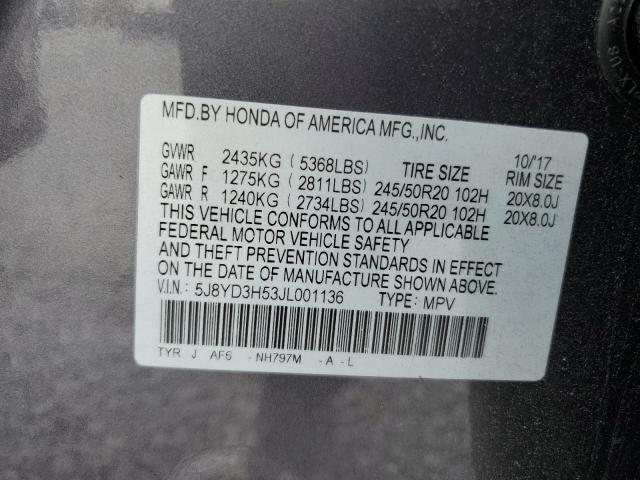 MFD.BY HONDA OF AMERICA MFG.,INC.
10/'17
GVWR 2435KG ( 5368LBS) TIRE SIZE RIM SIZE
GAWR F 1275KG ( 2811LBS) 245/50R20 102H 20X8.0J
GAWR R 1240KG ( 2734LBS) 245/50R20 102H 20X8.0J
THIS VEHICLE CONFORMS TO ALL APPLICABLE
FEDERAL MOTOR VEHICLE SAFETY
AND THEFT PREVENTION STANDARDS IN EFFECT
ON THE DATE OF MANUFACTURE SHOWN ABOVE.
V.I.N.: 5J8YD3H53JL001136 TYPE: MPV
TYR J AF6 - NH797M - A - L